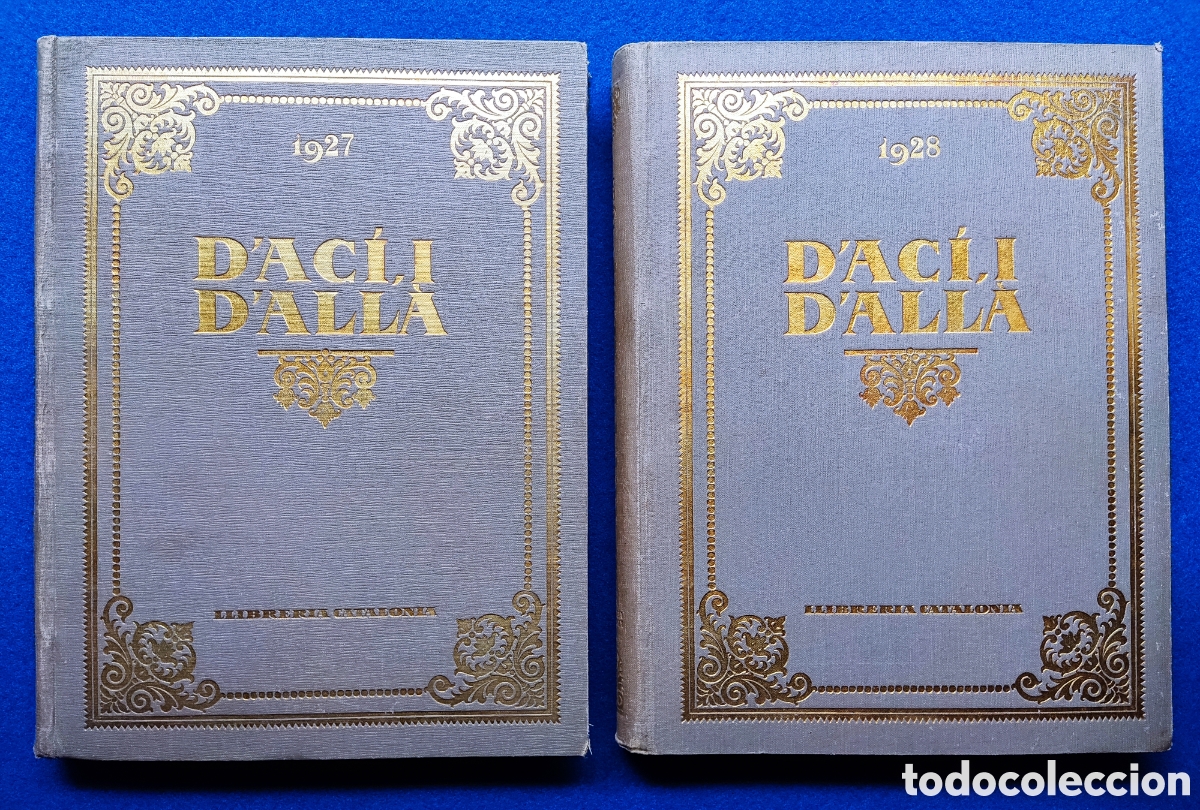 1927
D'ACÍ, I
D'ALLÀ
LLIBRERIA CATALONIA
1928
D'ACÍ, I
D'ALLÀ
LLIBRERIA CATALONIA
todocoleccion